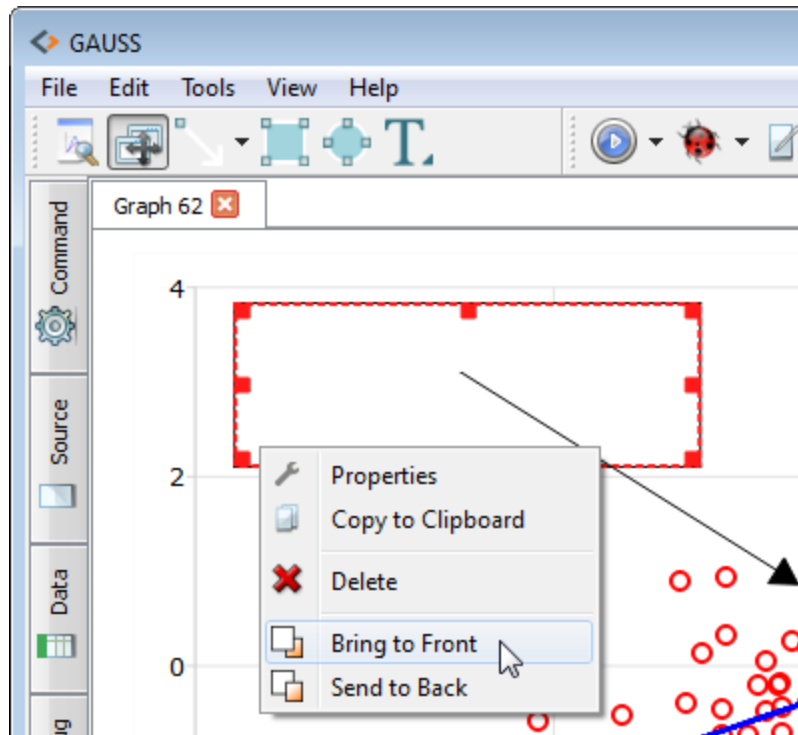 GAUSS
File Edit Tools View Help
T
Command
Graph 62
4
Source
2
Properties
Copy to Clipboard
Data
Delete
Bring to Front
0
Send to Back
ug